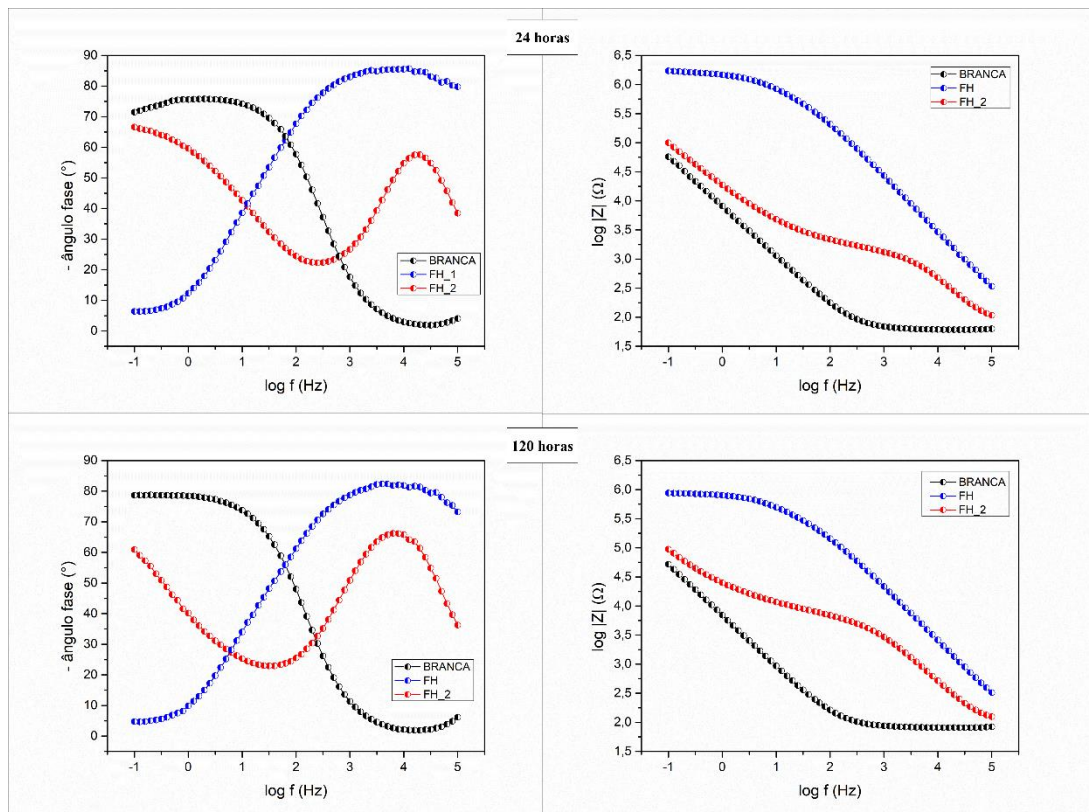 24 horas
90
80
70
60
50
40
30
20
10
0
- ângulo fase (°)
BRANCA
FH_1
FH_2
-1 0 1 2 3 4 5
log f (Hz)
6,5
6,0
5,5
5,0
4,5
4,0
3,5
3,0
2,5
2,0
1,5
log |Z| (Ω)
BRANCA
FH
FH_2
-1 0 1 2 3 4 5
log f (Hz)
120 horas
90
80
70
60
50
40
30
20
10
0
- ângulo fase (°)
BRANCA
FH
FH_2
-1 0 1 2 3 4 5
log f (Hz)
6,5
6,0
5,5
5,0
4,5
4,0
3,5
3,0
2,5
2,0
1,5
log |Z| (Ω)
BRANCA
FH
FH_2
-1 0 1 2 3 4 5
log f (Hz)